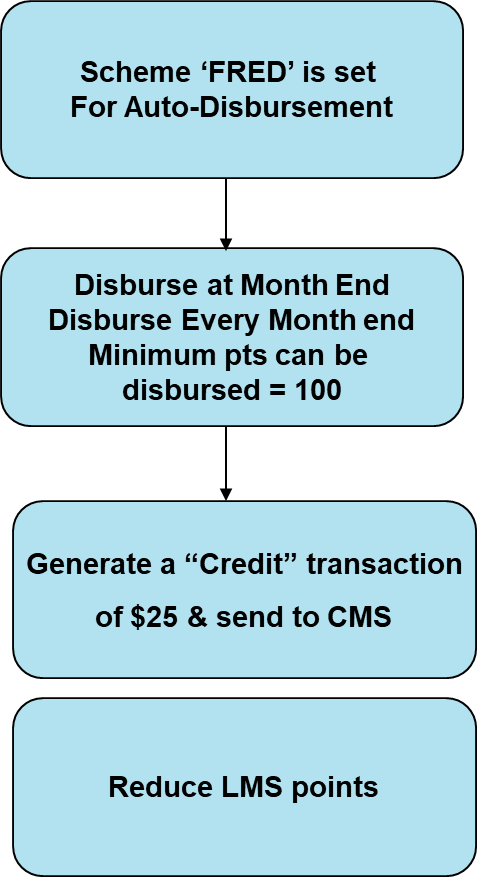 Scheme ‘FRED’ is set
For Auto-Disbursement
Disburse at Month End
Disburse Every Month end
Minimum pts can be
disbursed = 100
Generate a “Credit” transaction
of $25 & send to CMS
Reduce LMS points